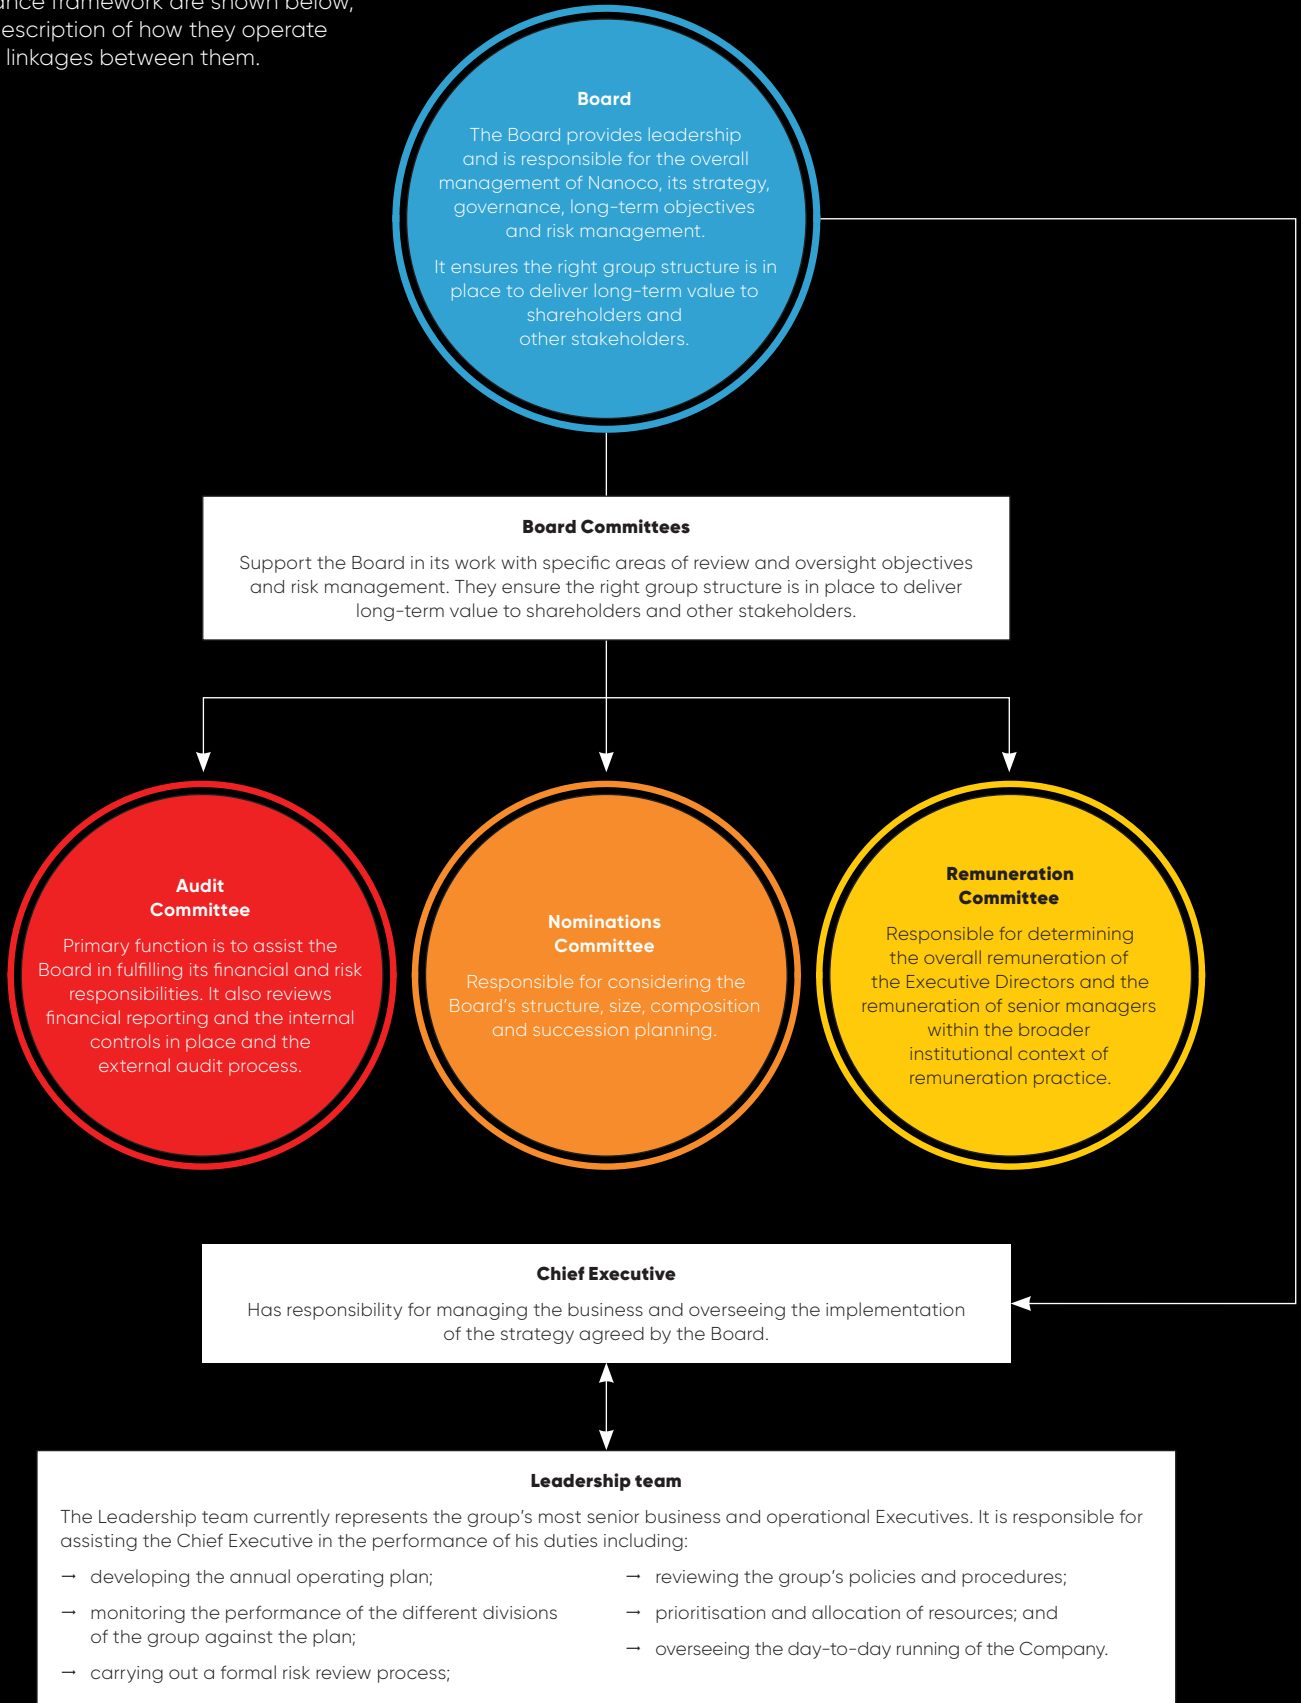 ance framework are shown below,
escription of how they operate
linkages between them.
Board
The Board provides leadership
and is responsible for the overall
management of Nanoco, its strategy,
governance, long-term objectives
and risk management.
It ensures the right group structure is in
place to deliver long-term value to
shareholders and
other stakeholders.
Board Committees
Support the Board in its work with specific areas of review and oversight objectives
and risk management. They ensure the right group structure is in place to deliver
long-term value to shareholders and other stakeholders.
Audit
Committee
Primary function is to assist the
Board in fulfilling its financial and risk
responsibilities. It also reviews
financial reporting and the internal
controls in place and the
external audit process.
Nominations
Committee
Responsible for considering the
Board's structure, size, composition
and succession planning.
Remuneration
Committee
Responsible for determining
the overall remuneration of
the Executive Directors and the
remuneration of senior managers
within the broader
institutional context of
remuneration practice.
Chief Executive
Has responsibility for managing the business and overseeing the implementation
of the strategy agreed by the Board.
Leadership team
The Leadership team currently represents the group's most senior business and operational Executives. It is responsible for
assisting the Chief Executive in the performance of his duties including:
→ developing the annual operating plan;
→ monitoring the performance of the different divisions
of the group against the plan;
→ carrying out a formal risk review process;
→ reviewing the group's policies and procedures;
→ prioritisation and allocation of resources; and
→ overseeing the day-to-day running of the Company.